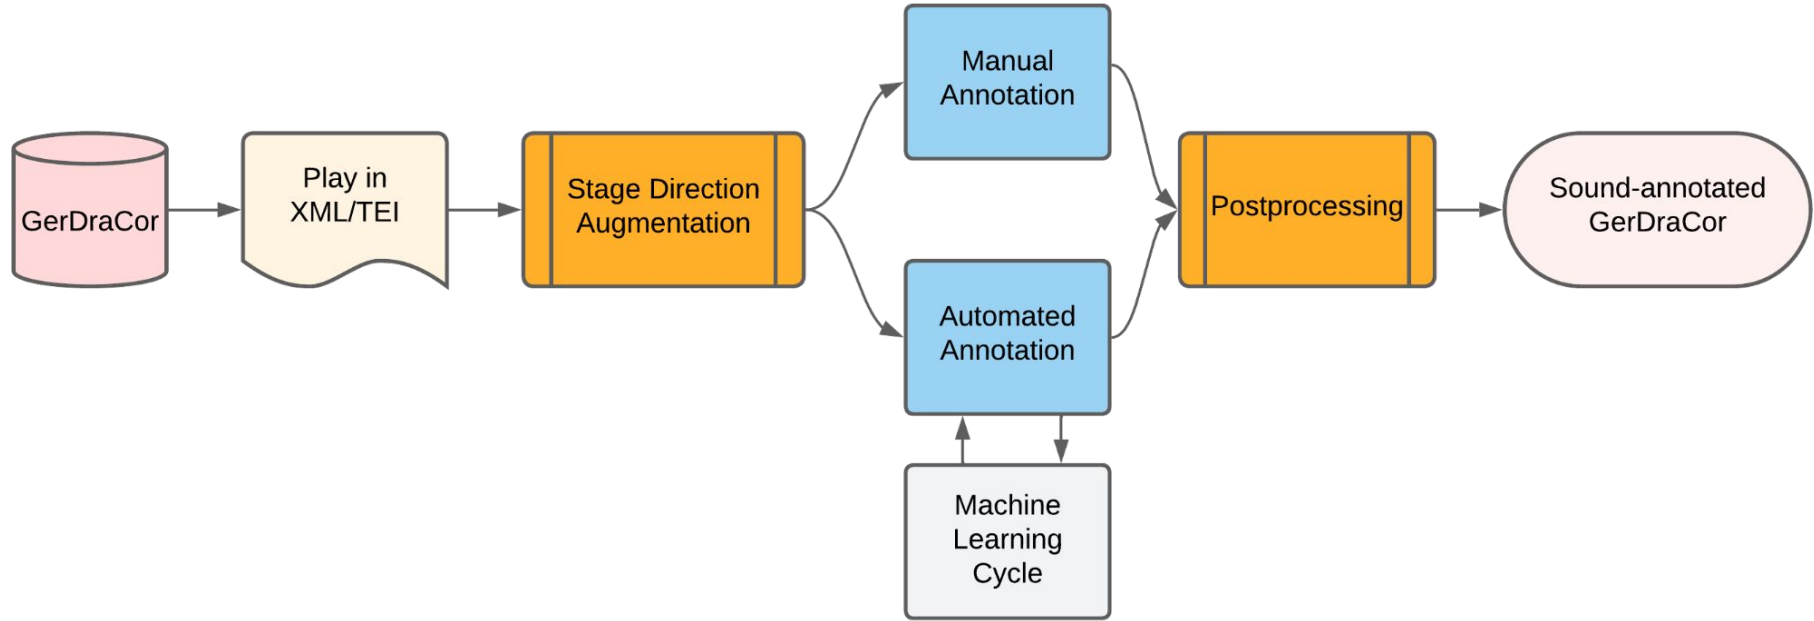 GerDraCor
Play in
XML/TEI
Stage Direction
Augmentation
Manual
Annotation
Automated
Annotation
Machine
Learning
Cycle
Postprocessing
Sound-annotated
GerDraCor